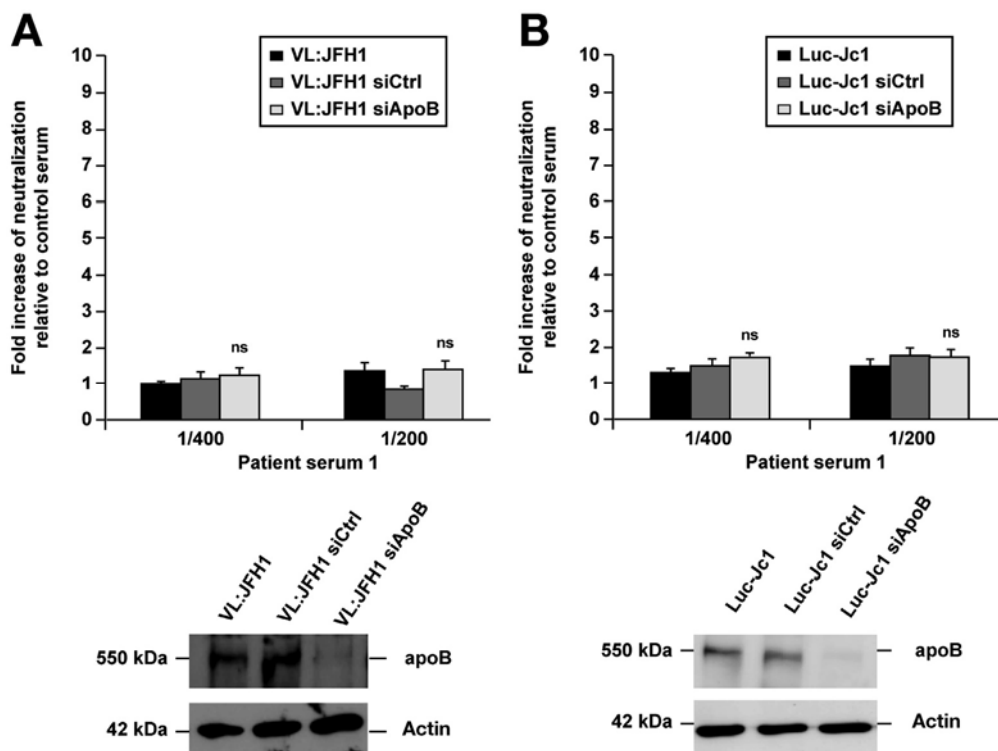 A
Fold increase of neutralization
relative to control serum
10
9
8
7
6
5
4
3
2
1
0
VL:JFH1
VL:JFH1 siCtrl
VL:JFH1 siApoB
ns
ns
1/400
1/200
Patient serum 1
VL:JFH1
VL:JFH1 siCtrl
VL:JFH1 siApoB
550 kDa
apoB
42 kDa
Actin
B
Fold increase of neutralization
relative to control serum
10
9
8
7
6
5
4
3
2
1
0
Luc-Jc1
Luc-Jc1 siCtrl
Luc-Jc1 siApoB
ns
ns
1/400
1/200
Patient serum 1
Luc-Jc1
Luc-Jc1 siCtrl
Luc-Jc1 siApoB
550 kDa
apoB
42 kDa
Actin